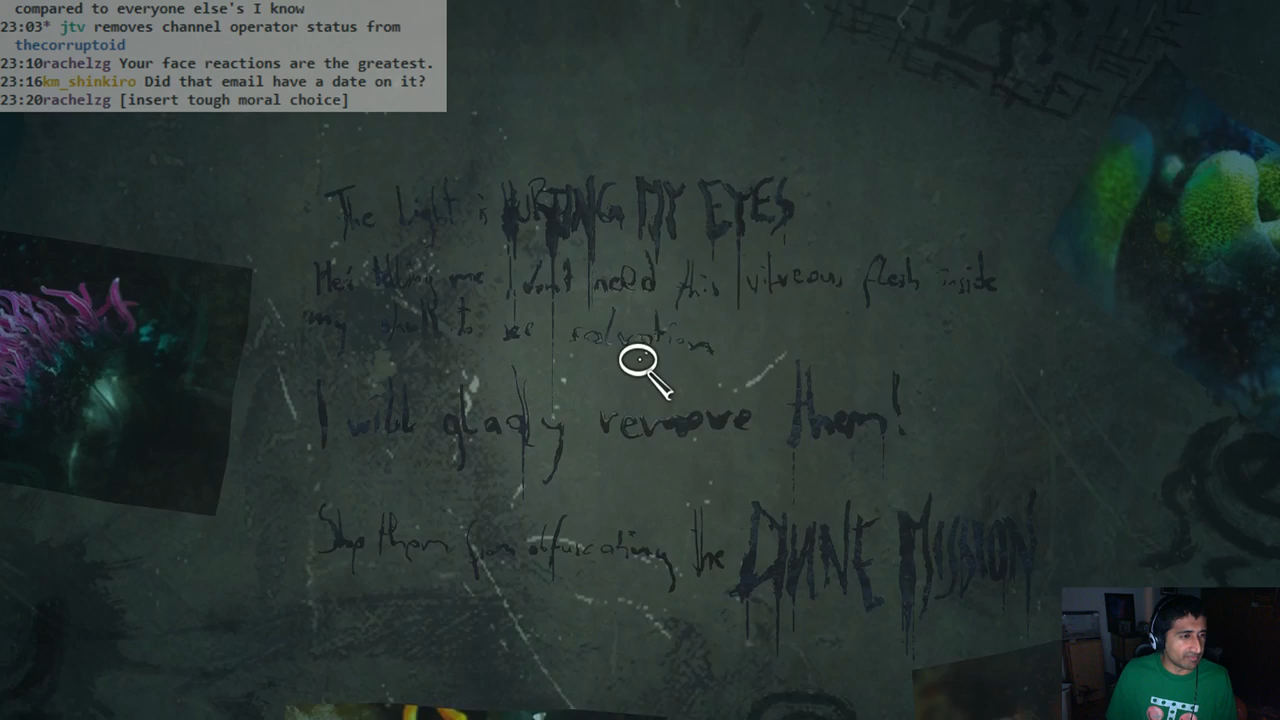 compared to everyone else's I know
23:03* jtv removes channel operator status from
thecorruptoid
23:10rachelzg Your face reactions are the greatest.
23:16km_shinkiro Did that email have a date on it?
23:20rachelzg [insert tough moral choice]
The Light is HURTING MY EYES
He's telling me I don't need this vitreous flesh inside
my skull to see salvation
I will gladly remove them!
Stop them from obfuscating the DIVINE MISSION